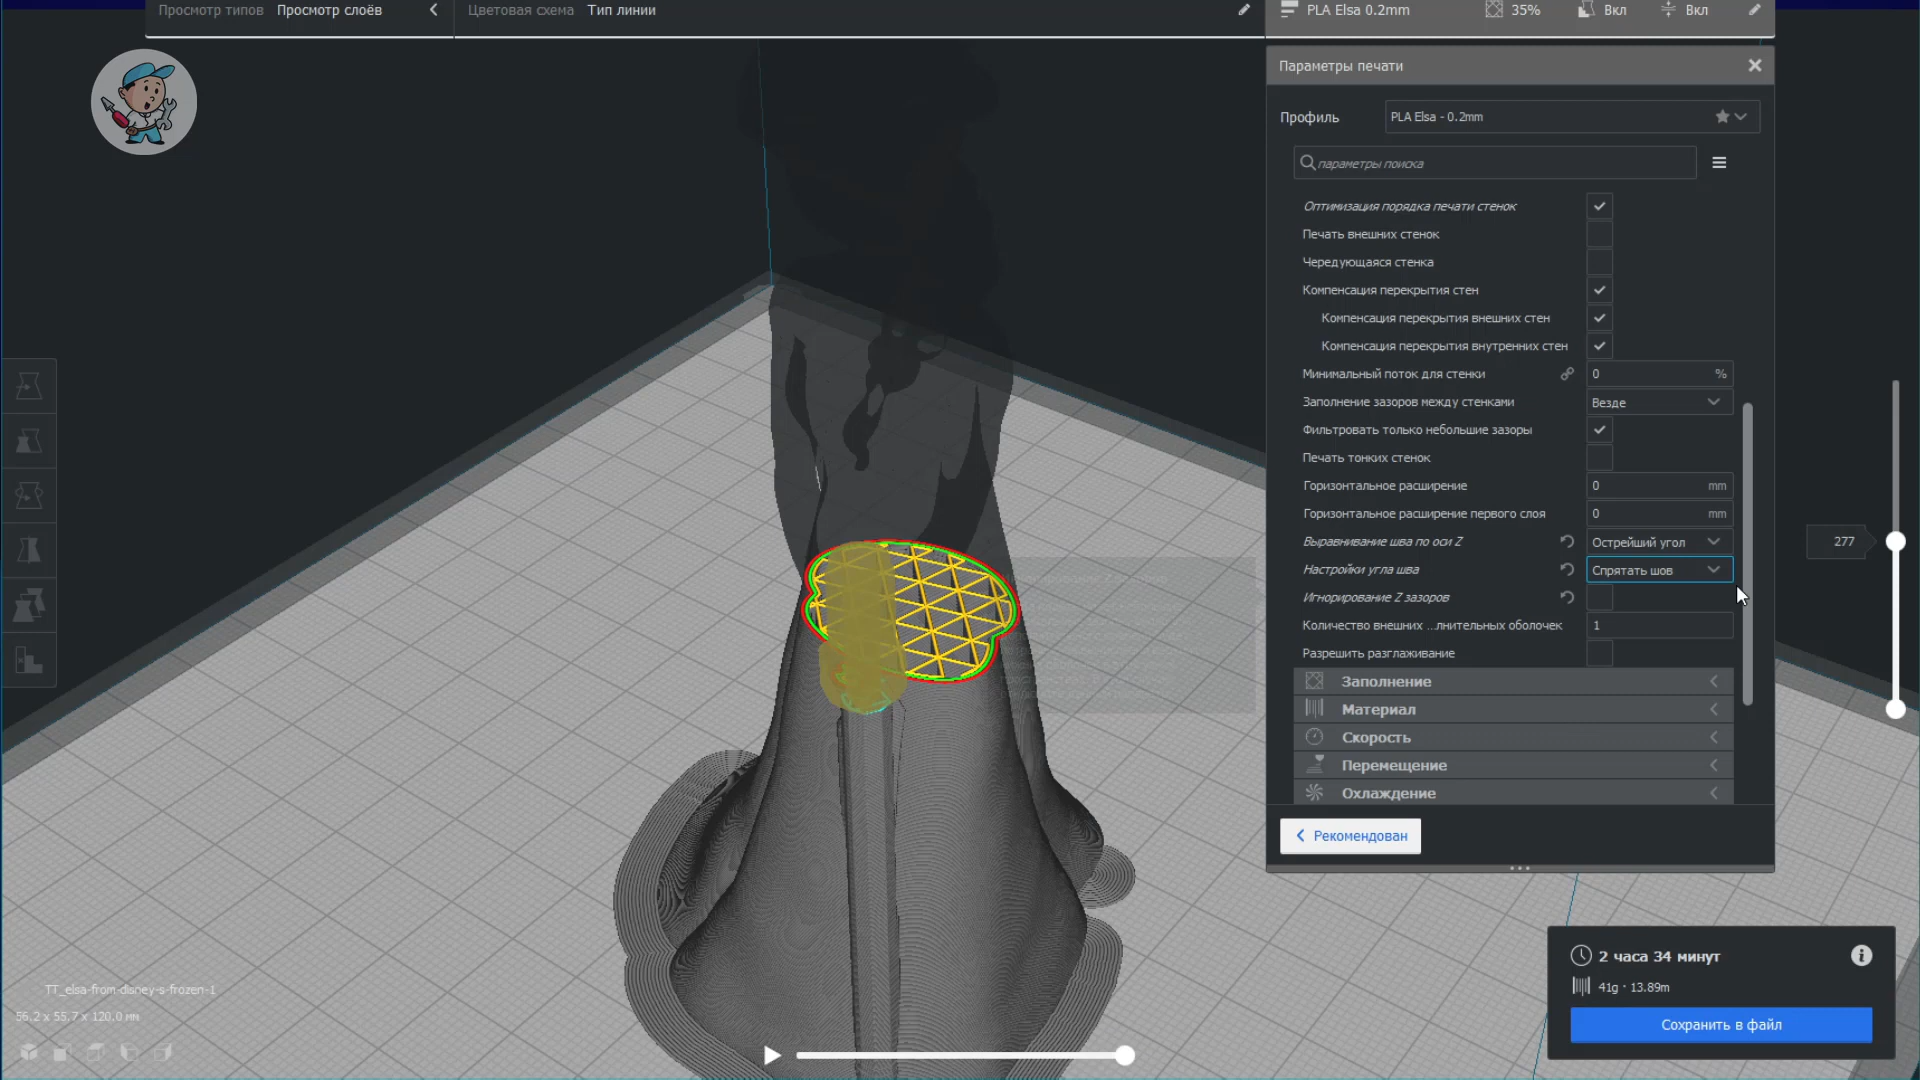 Просмотр типов Просмотр слоёв
Цветовая схема Тип линии
PLA Elsa 0.2mm 35% Вкл Вкл
Параметры печати
Профиль PLA Elsa - 0.2mm
параметры поиска
Оптимизация порядка печати стенок
Печать внешних стенок
Чередующаяся стенка
Компенсация перекрытия стен
Компенсация перекрытия внешних стен
Компенсация перекрытия внутренних стен
Минимальный поток для стенки 0 %
Заполнение зазоров между стенками Везде
Фильтровать только небольшие зазоры
Печать тонких стенок
Горизонтальное расширение 0 mm
Горизонтальное расширение первого слоя 0 mm
Выравнивание шва по оси Z Острейший угол
Настройки угла шва Спрятать шов
Игнорирование Z зазоров
Количество внешних ...лнительных оболочек 1
Разрешить разглаживание
Заполнение
Материал
Скорость
Перемещение
Охлаждение
Рекомендован
277
2 часа 34 минут
41g · 13.89m
Сохранить в файл
TT_elsa-from-disney-s-frozen-1
56.2 x 55.7 x 120.0 мм